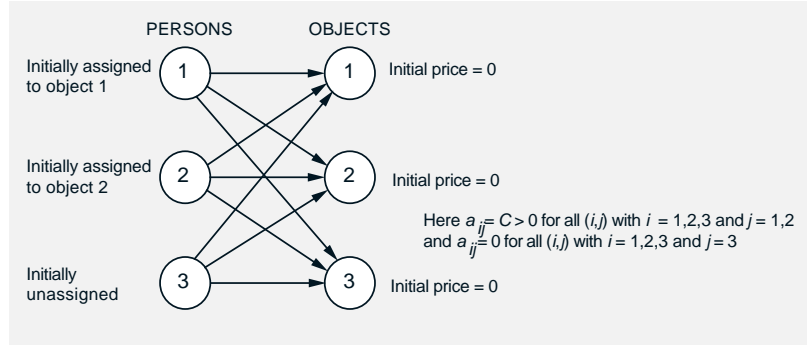 PERSONS OBJECTS
Initially assigned
to object 1
1
1
Initial price = 0
Initially assigned
to object 2
2
2
Initial price = 0
Here a ij = C > 0 for all (i,j) with i = 1,2,3 and j = 1,2
and a ij = 0 for all (i,j) with i = 1,2,3 and j = 3
Initially
unassigned
3
3
Initial price = 0